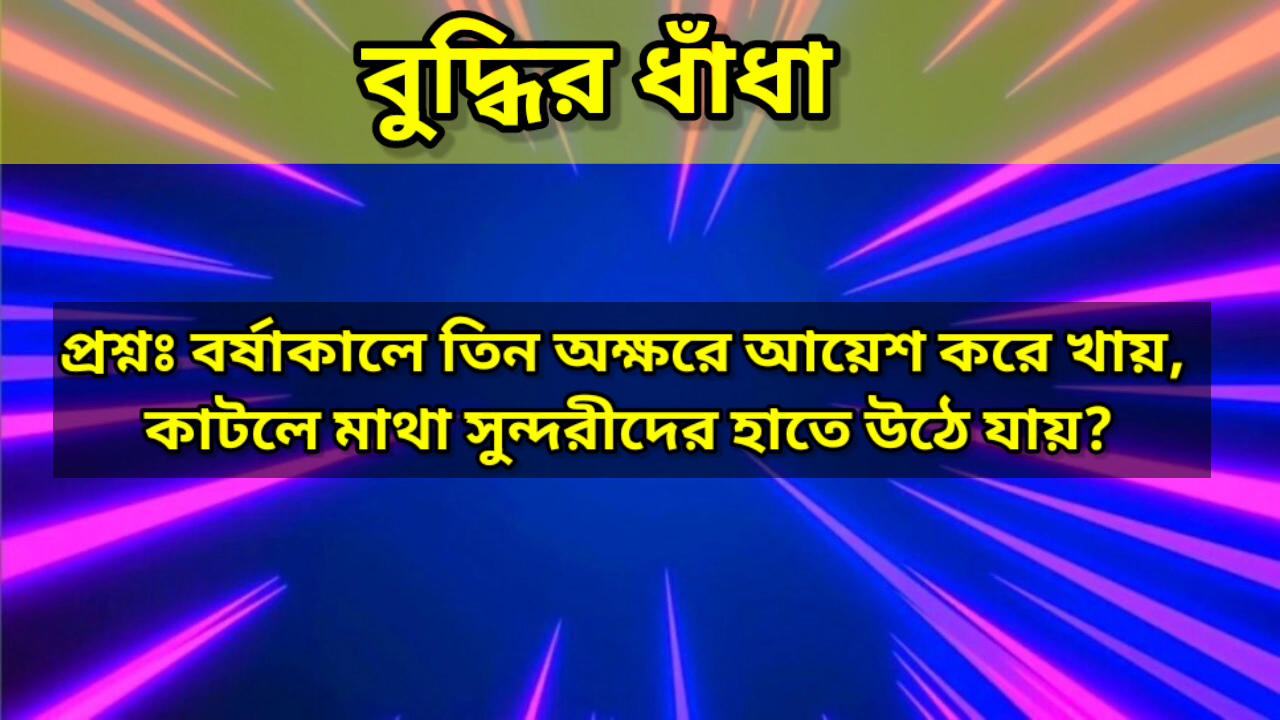 বুদ্ধির ধাঁধা
প্রশ্নঃ বর্ষাকালে তিন অক্ষরে আয়েশ করে খায়,
কাটলে মাথা সুন্দরীদের হাতে উঠে যায়?